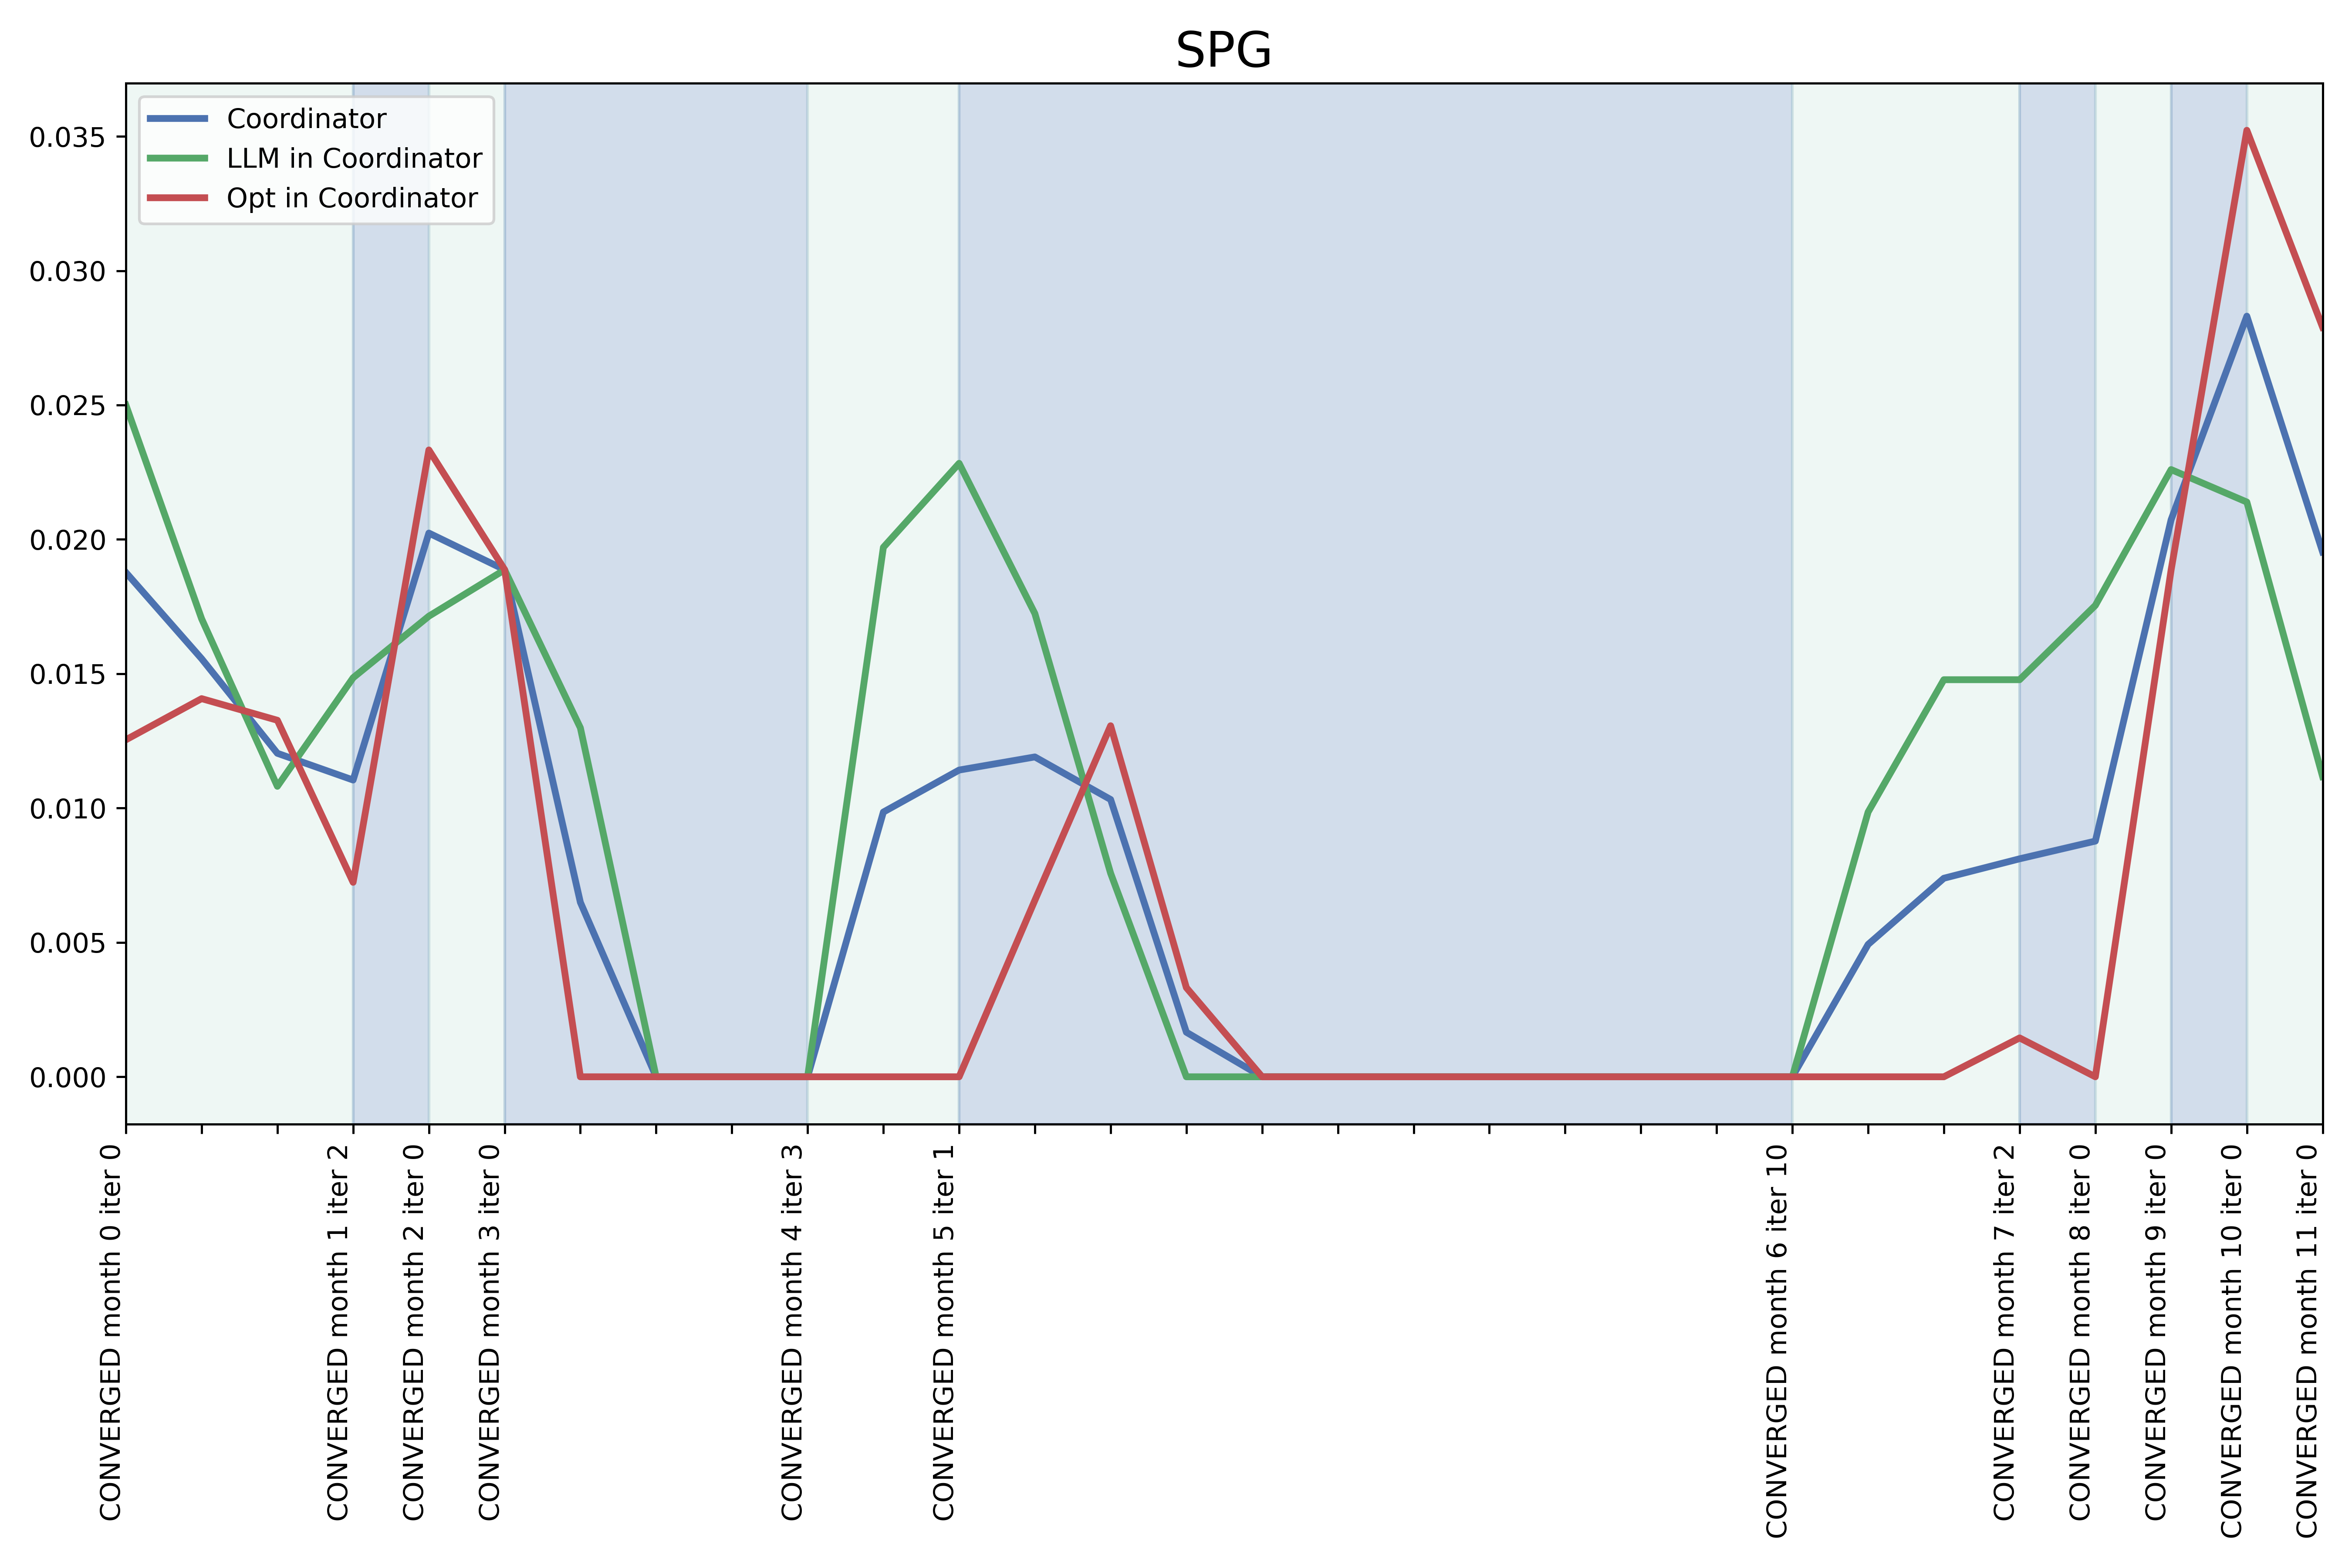 SPG
Coordinator
LLM in Coordinator
Opt in Coordinator
0.035
0.030
0.025
0.020
0.015
0.010
0.005
0.000
CONVERGED month 0 iter 0
CONVERGED month 1 iter 2
CONVERGED month 2 iter 0
CONVERGED month 3 iter 0
CONVERGED month 4 iter 3
CONVERGED month 5 iter 1
CONVERGED month 6 iter 10
CONVERGED month 7 iter 2
CONVERGED month 8 iter 0
CONVERGED month 9 iter 0
CONVERGED month 10 iter 0
CONVERGED month 11 iter 0